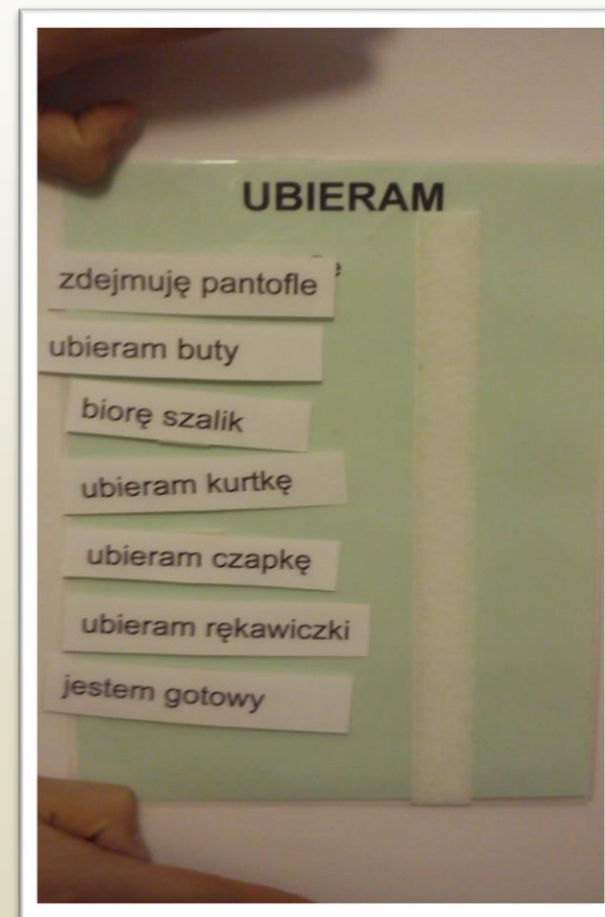 UBIERAM
zdejmuję pantofle
ubieram buty
biorę szalik
ubieram kurtkę
ubieram czapkę
ubieram rękawiczki
jestem gotowy